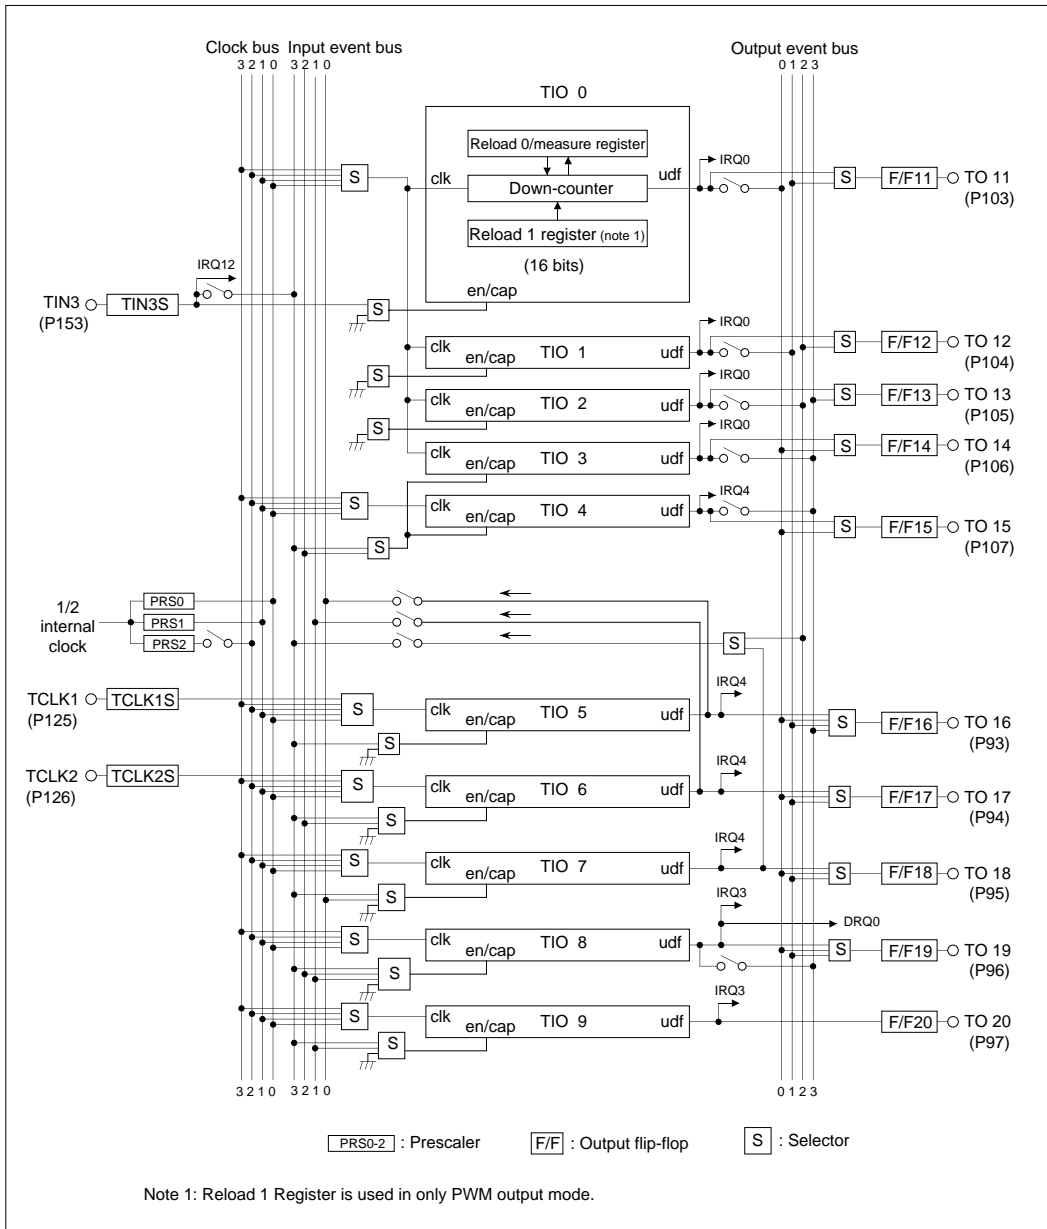 Clock bus Input event bus Output event bus
3 2 1 0 3 2 1 0 0 1 2 3
TIO 0
Reload 0/measure register
IRQ0
S clk Down-counter udf S F/F11 TO 11
(P103)
Reload 1 register (note 1)
(16 bits)
IRQ12
en/cap
TIN3 TIN3S S
(P153)
IRQ0
clk TIO 1 udf S F/F12 TO 12
en/cap (P104)
S
IRQ0
clk TIO 2 udf S F/F13 TO 13
en/cap (P105)
S
IRQ0
clk TIO 3 udf S F/F14 TO 14
en/cap (P106)
IRQ4
S clk TIO 4 udf
en/cap S F/F15 TO 15
(P107)
S
1/2 internal clock
PRS0
PRS1
PRS2
S
IRQ4
TCLK1 TCLK1S S clk TIO 5 udf S F/F16 TO 16
(P125) en/cap (P93)
S
IRQ4
TCLK2 TCLK2S S clk TIO 6 udf S F/F17 TO 17
(P126) en/cap (P94)
S
IRQ4
S clk TIO 7 udf S F/F18 TO 18
en/cap (P95)
S
IRQ3
DRQ0
S clk TIO 8 udf S F/F19 TO 19
en/cap (P96)
S
IRQ3
S clk TIO 9 udf F/F20 TO 20
en/cap (P97)
S
3 2 1 0 3 2 1 0 0 1 2 3
PRS0-2 : Prescaler F/F : Output flip-flop S : Selector
Note 1: Reload 1 Register is used in only PWM output mode.